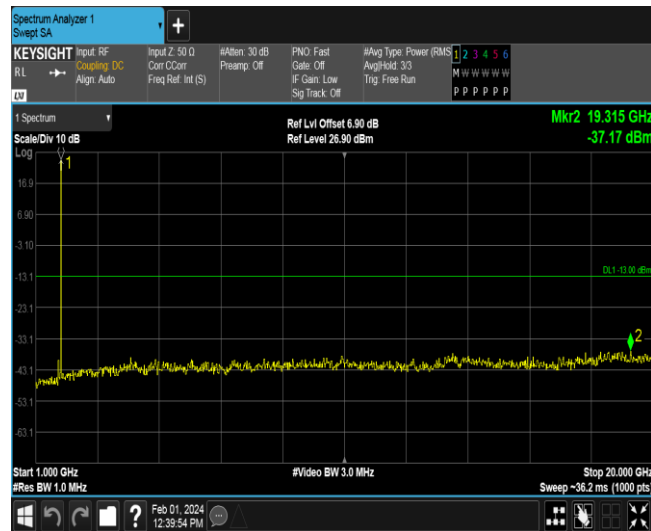 Spectrum Analyzer 1
Swept SA
+
KEYSIGHT
RL
LXI
Input: RF
Coupling: DC
Align: Auto
Input Z: 50 Ω
Corr CCorr
Freq Ref: Int (S)
#Atten: 30 dB
Preamp: Off
PNO: Fast
Gate: Off
IF Gain: Low
Sig Track: Off
#Avg Type: Power (RMS
Avg|Hold: 3/3
Trig: Free Run
1 2 3 4 5 6
M W W W W W
P P P P P P
1 Spectrum
Scale/Div 10 dB
Log
Ref Lvl Offset 6.90 dB
Ref Level 26.90 dBm
Mkr2 19.315 GHz
-37.17 dBm
1
16.9
6.90
-3.10
-13.1
DL1 -13.00 dBm
-23.1
-33.1
2
-43.1
-53.1
-63.1
Start 1.000 GHz
#Res BW 1.0 MHz
#Video BW 3.0 MHz
Stop 20.000 GHz
Sweep ~36.2 ms (1000 pts)
?
Feb 01, 2024
12:39:54 PM